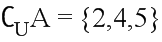 ∁UA = {2,4,5}